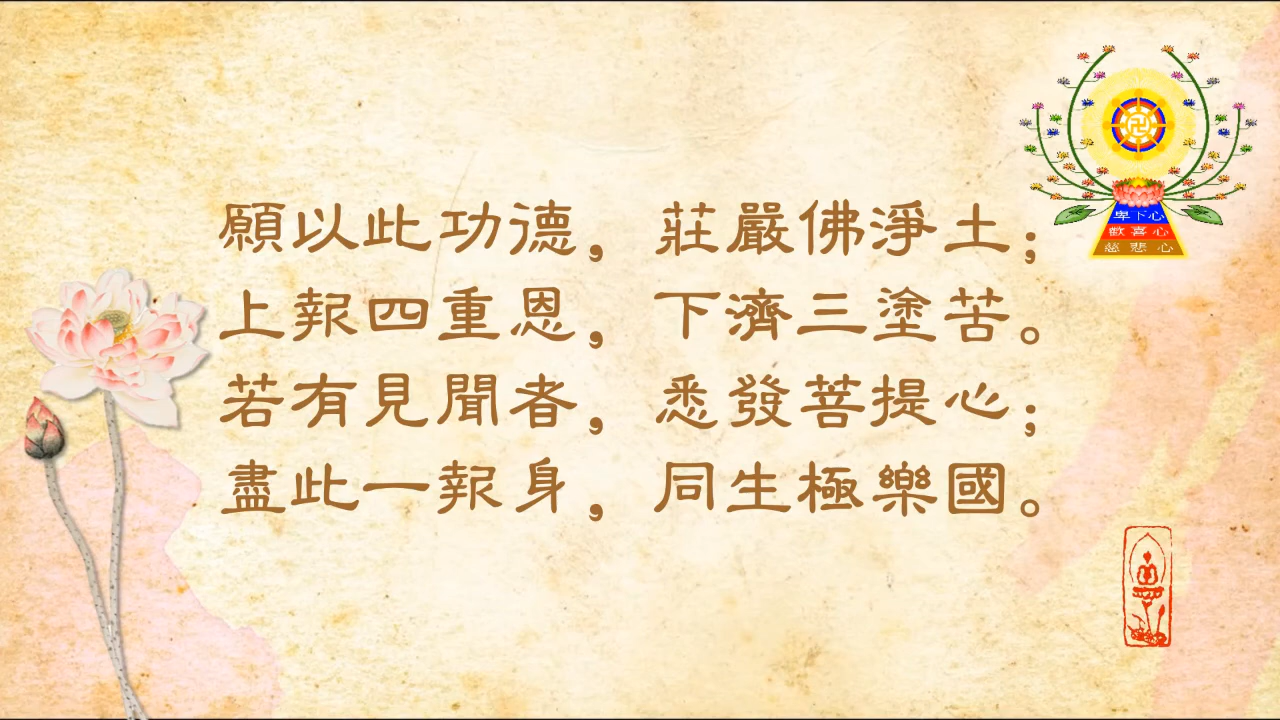 願以此功德，莊嚴佛淨土；
上報四重恩，下濟三塗苦。
若有見聞者，悉發菩提心；
盡此一報身，同生極樂國。
卍
卑下心
歡喜心
慈悲心